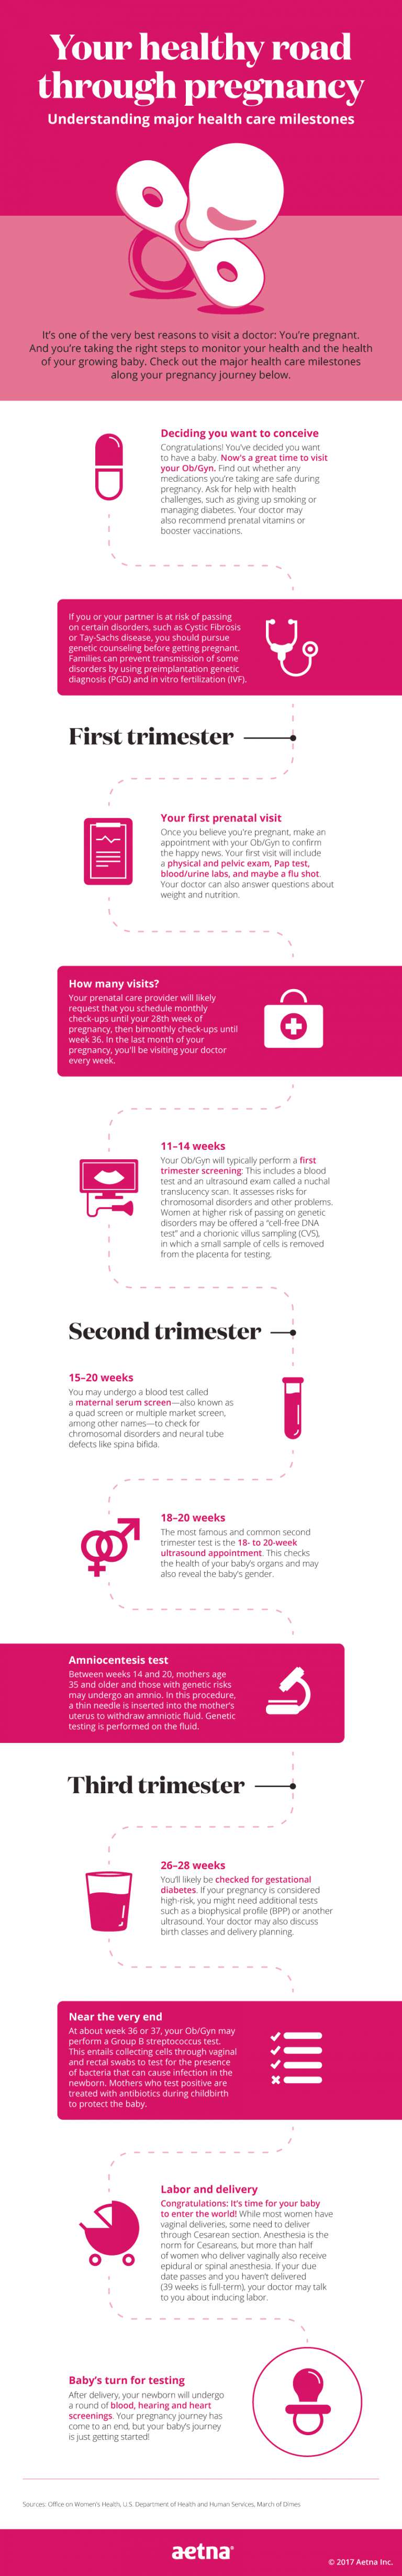 Your healthy road
through pregnancy
Understanding major health care milestones
It's one of the very best reasons to visit a doctor: You're pregnant.
And you're taking the right steps to monitor your health and the health
of your growing baby. Check out the major health care milestones
along your pregnancy journey below.
Deciding you want to conceive
Congratulations! You've decided you want
to have a baby. Now's a great time to visit
your Ob/Gyn. Find out whether any
medications you're taking are safe during
pregnancy. Ask for help with health
challenges, such as giving up smoking or
managing diabetes. Your doctor may
also recommend prenatal vitamins or
booster vaccinations.
If you or your partner is at risk of passing
on certain disorders, such as Cystic Fibrosis
or Tay-Sachs disease, you should pursue
genetic counseling before getting pregnant.
Families can prevent transmission of some
disorders by using preimplantation genetic
diagnosis (PGD) and in vitro fertilization (IVF).
First trimester
Your first prenatal visit
Once you believe you're pregnant, make an
appointment with your Ob/Gyn to confirm
the happy news. Your first visit will include
a physical and pelvic exam, Pap test,
blood/urine labs, and maybe a flu shot.
Your doctor can also answer questions about
weight and nutrition.
How many visits?
Your prenatal care provider will likely
request that you schedule monthly
check-ups until your 28th week of
pregnancy, then bimonthly check-ups until
week 36. In the last month of your
pregnancy, you'll be visiting your doctor
every week.
11–14 weeks
Your Ob/Gyn will typically perform a first
trimester screening. This includes a blood
test and an ultrasound exam called a nuchal
translucency scan. It assesses risks for
chromosomal disorders and other problems.
Women at higher risk of passing on genetic
disorders may be offered a "cell-free DNA
test" and a chorionic villus sampling (CVS),
in which a small sample of cells is removed
from the placenta for testing.
Second trimester
15–20 weeks
You may undergo a blood test called
a maternal serum screen—also known as
a quad screen or multiple market screen,
among other names—to check for
chromosomal disorders and neural tube
defects like spina bifida.
18–20 weeks
The most famous and common second
trimester test is the 18- to 20-week
ultrasound appointment. This checks
the health of your baby's organs and may
also reveal the baby's gender.
Amniocentesis test
Between weeks 14 and 20, mothers age
35 and older and those with genetic risks
may undergo an amnio. In this procedure,
a thin needle is inserted into the mother's
uterus to withdraw amniotic fluid. Genetic
testing is performed on the fluid.
Third trimester
26–28 weeks
You'll likely be checked for gestational
diabetes. If your pregnancy is considered
high-risk, you might need additional tests
such as a biophysical profile (BPP) or another
ultrasound. Your doctor may also discuss
birth classes and delivery planning.
Near the very end
At about week 36 or 37, your Ob/Gyn may
perform a Group B streptococcus test.
This entails collecting cells through vaginal
and rectal swabs to test for the presence
of bacteria that can cause infection in the
newborn. Mothers who test positive are
treated with antibiotics during childbirth
to protect the baby.
Labor and delivery
Congratulations: It's time for your baby
to enter the world! While most women have
vaginal deliveries, some need to deliver
through Cesarean section. Anesthesia is the
norm for Cesareans, but more than half
of women who deliver vaginally also receive
epidural or spinal anesthesia. If your due
date passes and you haven't delivered
(39 weeks is full-term), your doctor may talk
to you about inducing labor.
Baby's turn for testing
After delivery, your newborn will undergo
a round of blood, hearing and heart
screenings. Your pregnancy journey has
come to an end, but your baby's journey
is just getting started!
Sources: Office on Women's Health, U.S. Department of Health and Human Services, March of Dimes
aetna
© 2017 Aetna Inc.